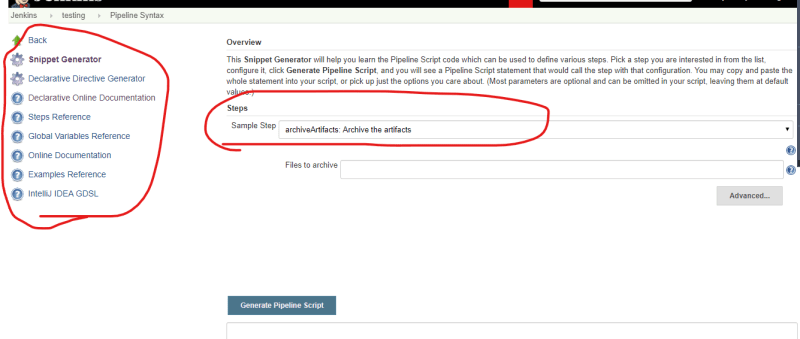 Jenkins
Jenkins › testing › Pipeline Syntax
Back
Snippet Generator
Declarative Directive Generator
Declarative Online Documentation
Steps Reference
Global Variables Reference
Online Documentation
Examples Reference
IntelliJ IDEA GDSL
Overview
This Snippet Generator will help you learn the Pipeline Script code which can be used to define various steps. Pick a step you are interested in from the list,
configure it, click Generate Pipeline Script, and you will see a Pipeline Script statement that would call the step with that configuration. You may copy and paste the
whole statement into your script, or pick up just the options you care about. (Most parameters are optional and can be omitted in your script, leaving them at default
values.)
Steps
Sample Step archiveArtifacts: Archive the artifacts
Files to archive
Advanced...
Generate Pipeline Script